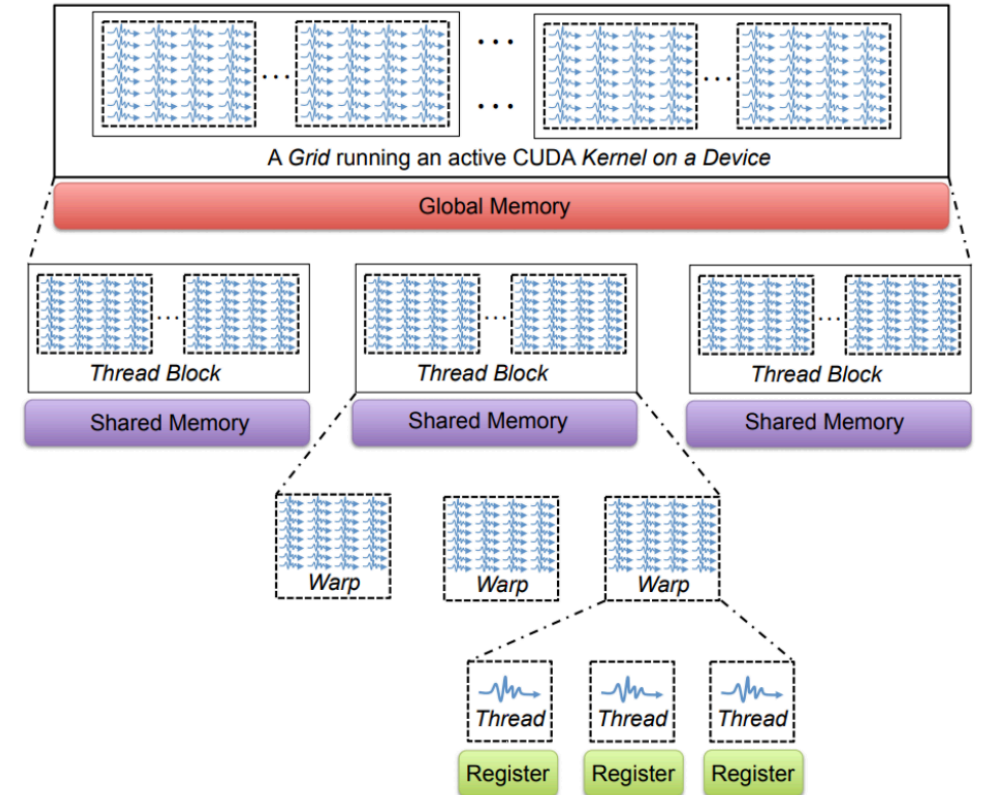 A Grid running an active CUDA Kernel on a Device
Global Memory
Thread Block
Thread Block
Thread Block
Shared Memory
Shared Memory
Shared Memory
Warp
Warp
Warp
Thread
Thread
Thread
Register
Register
Register